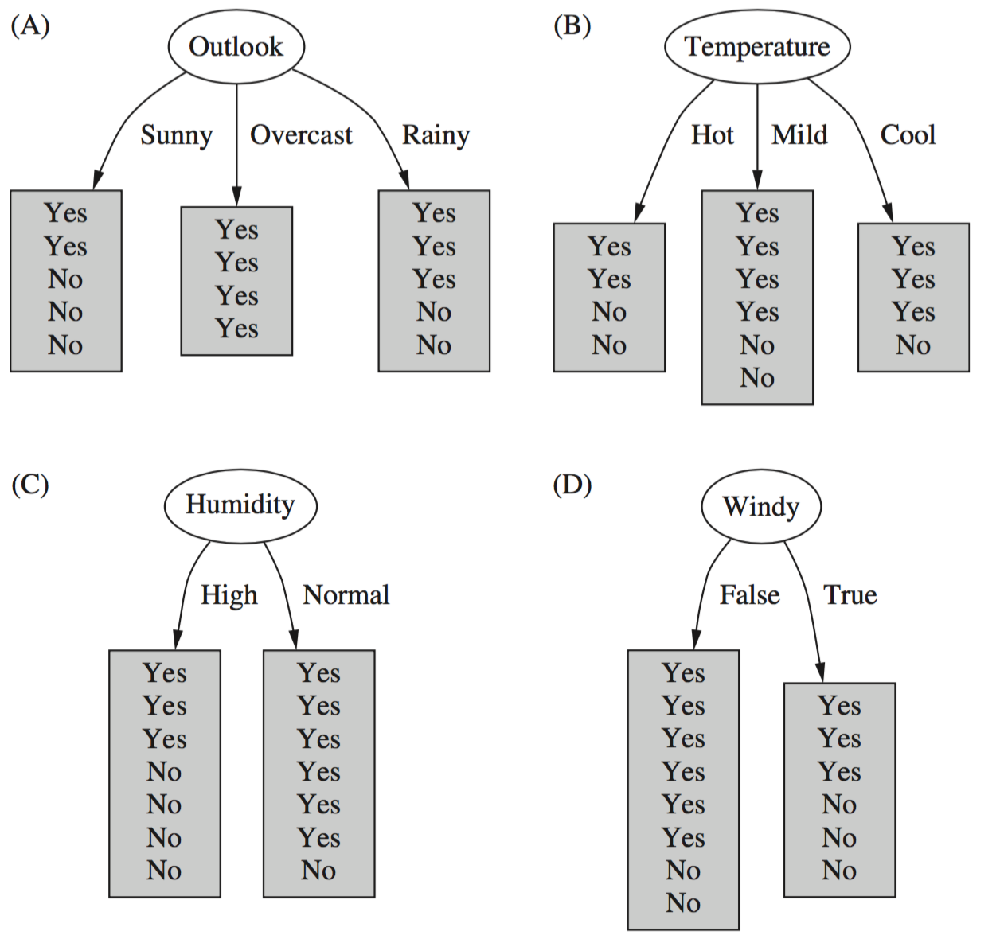 (A)
Outlook
Sunny Overcast Rainy
Yes
Yes
No
No
No
Yes
Yes
Yes
Yes
Yes
Yes
Yes
No
No
(B)
Temperature
Hot Mild Cool
Yes
Yes
No
No
Yes
Yes
Yes
Yes
No
No
Yes
Yes
Yes
No
(C)
Humidity
High Normal
Yes
Yes
Yes
No
No
No
No
Yes
Yes
Yes
Yes
Yes
Yes
No
(D)
Windy
False True
Yes
Yes
Yes
Yes
Yes
Yes
No
No
Yes
Yes
Yes
No
No
No